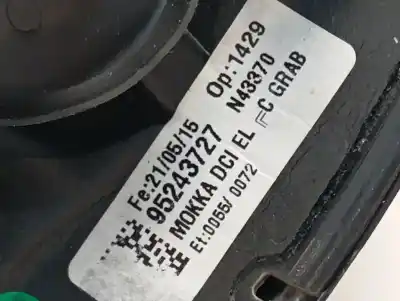 Fe:21/05/15 Op:1429
95243727 N43370
MOKKA DCI EL C GRAB
Et:0055/ 0072